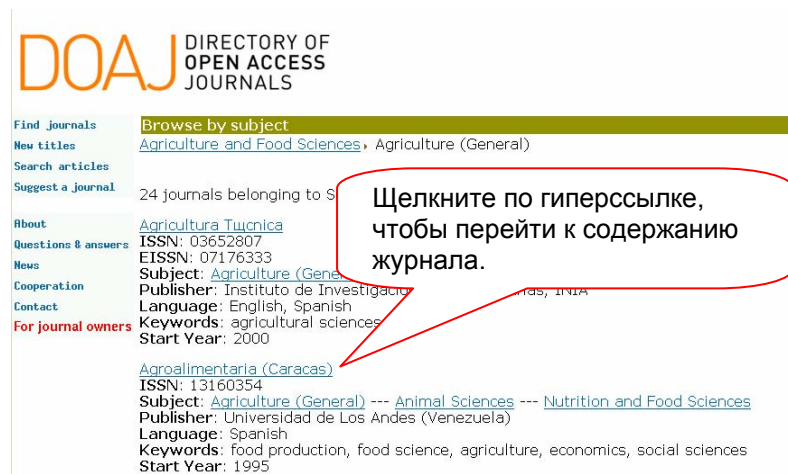 DOAJ DIRECTORY OF
OPEN ACCESS
JOURNALS
Find journals
New titles
Search articles
Suggest a journal
About
Questions & answers
News
Cooperation
Contact
For journal owners
Browse by subject
Agriculture and Food Sciences Agriculture (General)
24 journals belonging to S
Щелкните по гиперссылке,
чтобы перейти к содержанию
журнала.
Agricultura Tщcnica
ISSN: 03652807
EISSN: 07176333
Subject: Agriculture (Gene
Publisher: Instituto de Investigacio INIA
Language: English, Spanish
Keywords: agricultural sciences
Start Year: 2000
Agroalimentaria (Caracas)
ISSN: 13160354
Subject: Agriculture (General) --- Animal Sciences --- Nutrition and Food Sciences
Publisher: Universidad de Los Andes (Venezuela)
Language: Spanish
Keywords: food production, food science, agriculture, economics, social sciences
Start Year: 1995